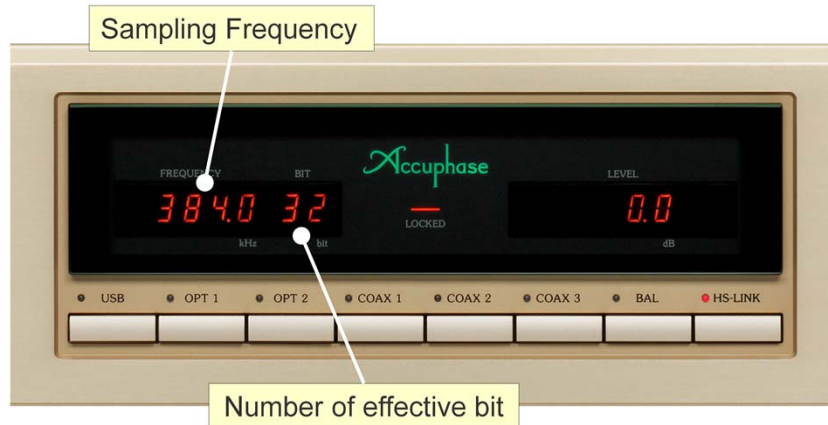 Sampling Frequency
Accuphase
FREQUENCY BIT LEVEL
384.0 32 0.0
LOCKED
kHz bit dB
USB OPT 1 OPT 2 COAX 1 COAX 2 COAX 3 BAL HS-LINK
Number of effective bit